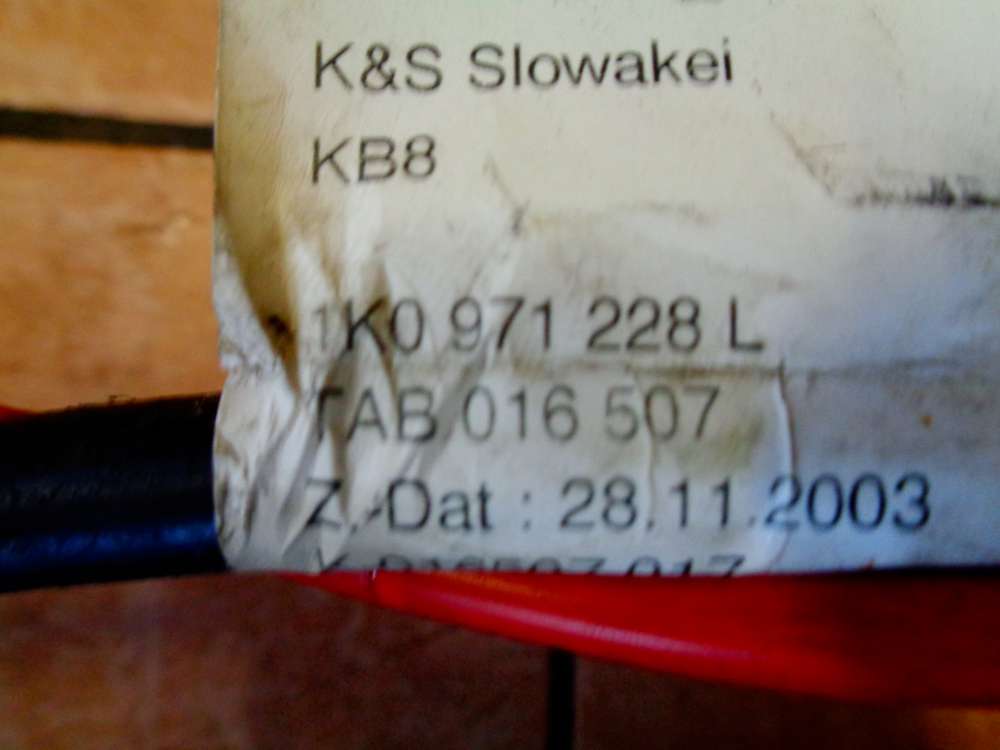 K&S Slowakei
KB8
1K0 971 228 L
TAB 016 507
Z.-Dat : 28.11.2003